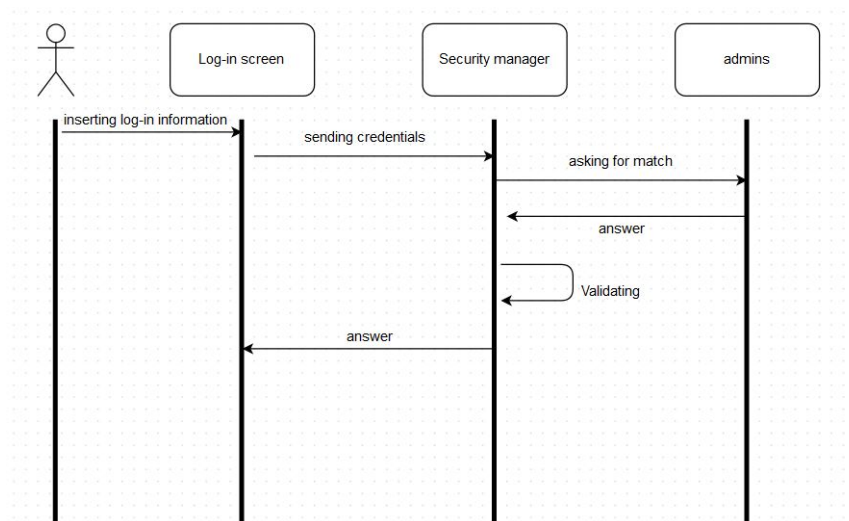 Log-in screen
Security manager
admins
inserting log-in information
sending credentials
asking for match
answer
Validating
answer